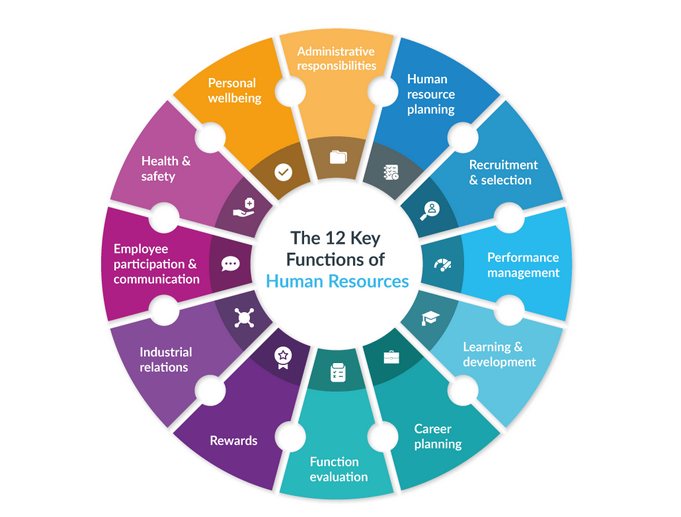 The 12 Key
Functions of
Human Resources
Administrative
responsibilities
Human
resource
planning
Recruitment
& selection
Performance
management
Learning &
development
Career
planning
Function
evaluation
Rewards
Industrial
relations
Employee
participation &
communication
Health &
safety
Personal
wellbeing